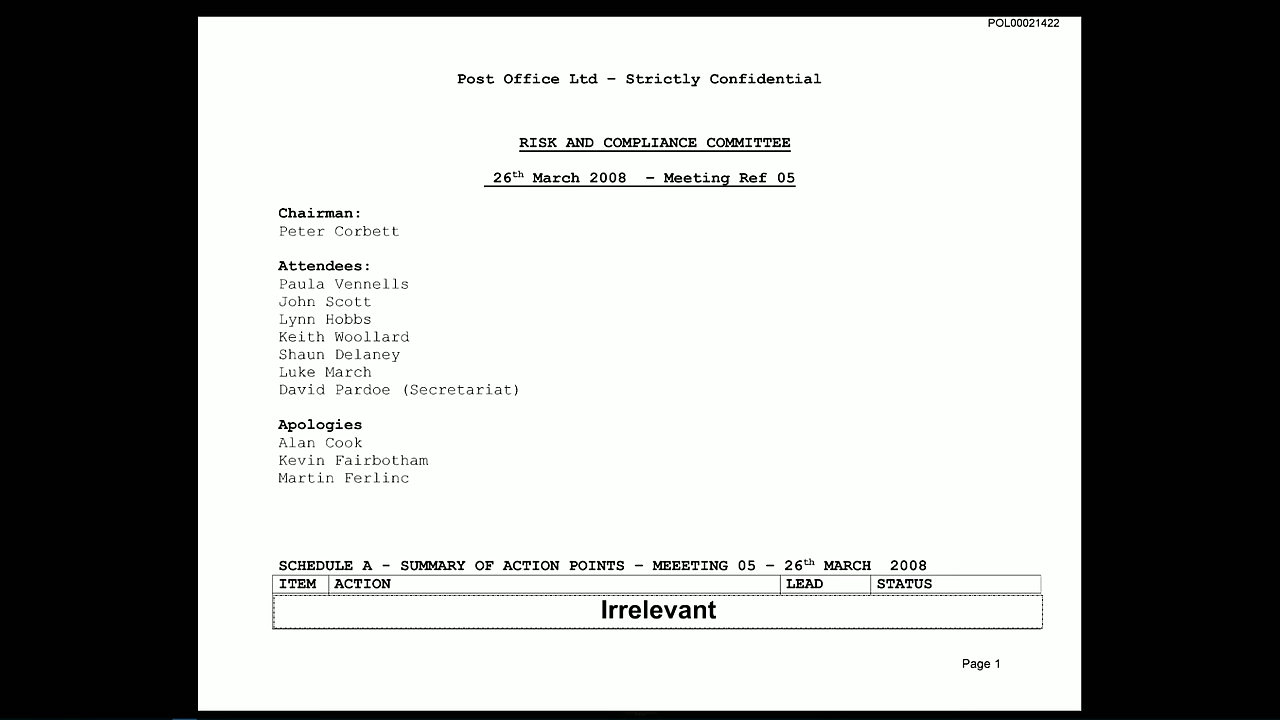 POL00021422
Post Office Ltd – Strictly Confidential
RISK AND COMPLIANCE COMMITTEE
26th March 2008 – Meeting Ref 05
Chairman:
Peter Corbett
Attendees:
Paula Vennells
John Scott
Lynn Hobbs
Keith Woollard
Shaun Delaney
Luke March
David Pardoe (Secretariat)
Apologies
Alan Cook
Kevin Fairbotham
Martin Ferlinc
SCHEDULE A – SUMMARY OF ACTION POINTS – MEEETING 05 – 26th MARCH 2008
ITEM ACTION LEAD STATUS
Irrelevant
Page 1